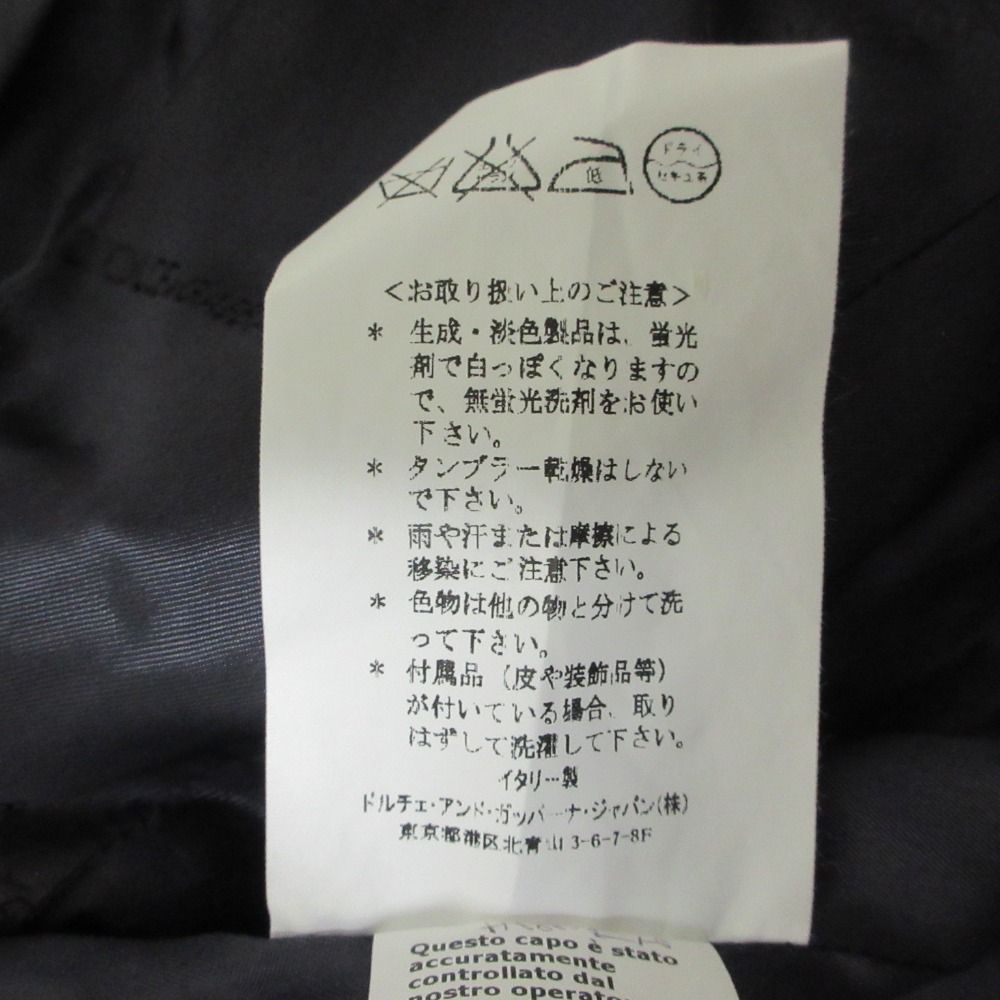 低
ドライ
セキユ系
<お取り扱い上のご注意>
* 生成・淡色製品は、蛍光
剤で白っぽくなりますの
で、無蛍光洗剤をお使い
下さい。
* タンブラー乾燥はしない
で下さい。
* 雨や汗または摩擦による
移染にご注意下さい。
* 色物は他の物と分けて洗
って下さい。
* 付属品(皮や装飾品等)
が付いている場合、取り
はずして洗濯して下さい。
イタリー製
ドルチェ・アンド・ガッバーナ・ジャパン(株)
東京都港区北青山3-6-7-8F
Questo capo è stato
accuratamente
controllato dal
nostro operato